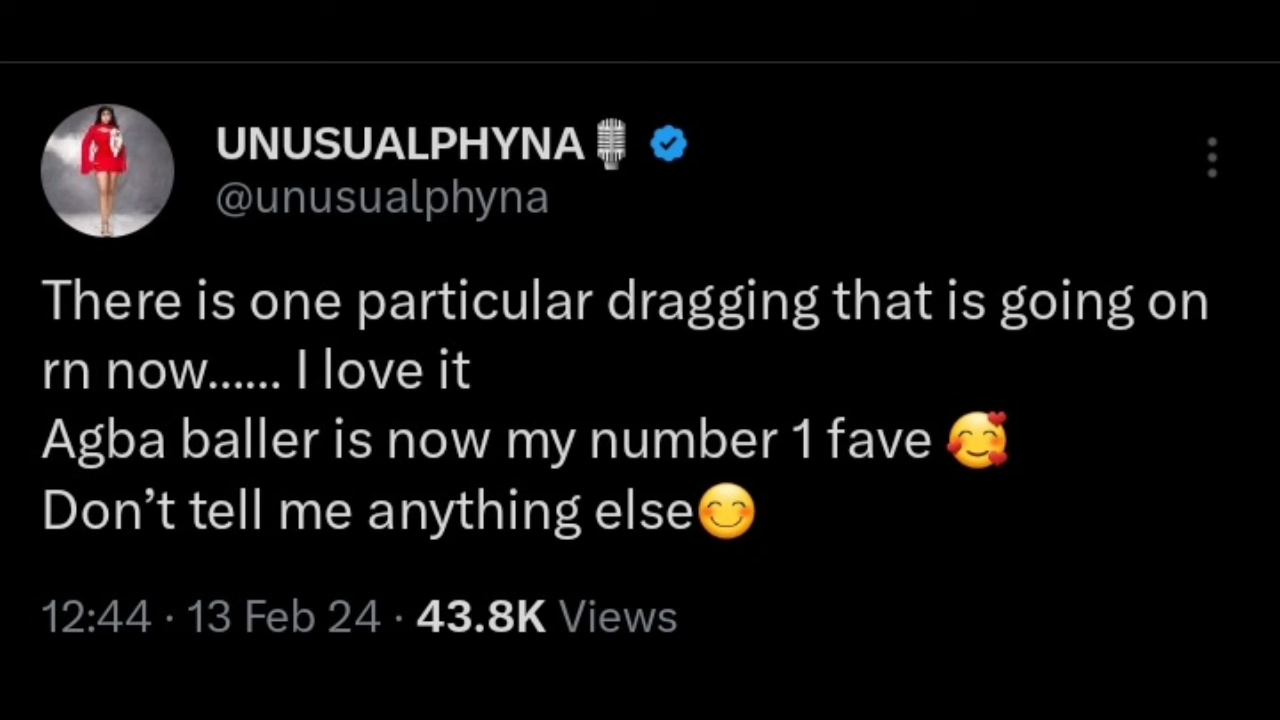 UNUSUALPHYNA🎙️
@unusualphyna
There is one particular dragging that is going on
rn now...... I love it
Agba baller is now my number 1 fave 🥰
Don’t tell me anything else😊
12:44 · 13 Feb 24 · 43.8K Views